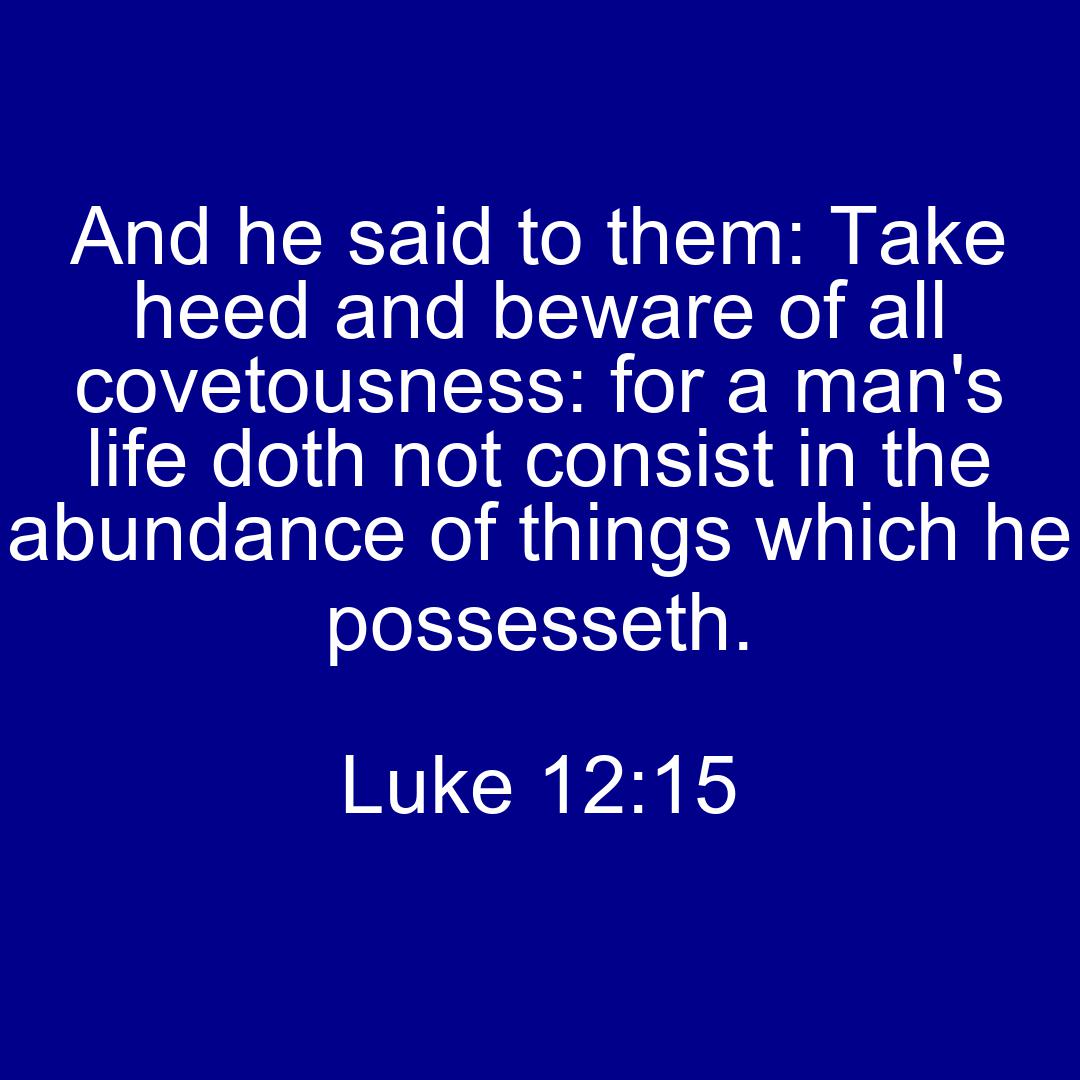 And he said to them: Take
heed and beware of all
covetousness: for a man's
life doth not consist in the
abundance of things which he
possesseth.
Luke 12:15